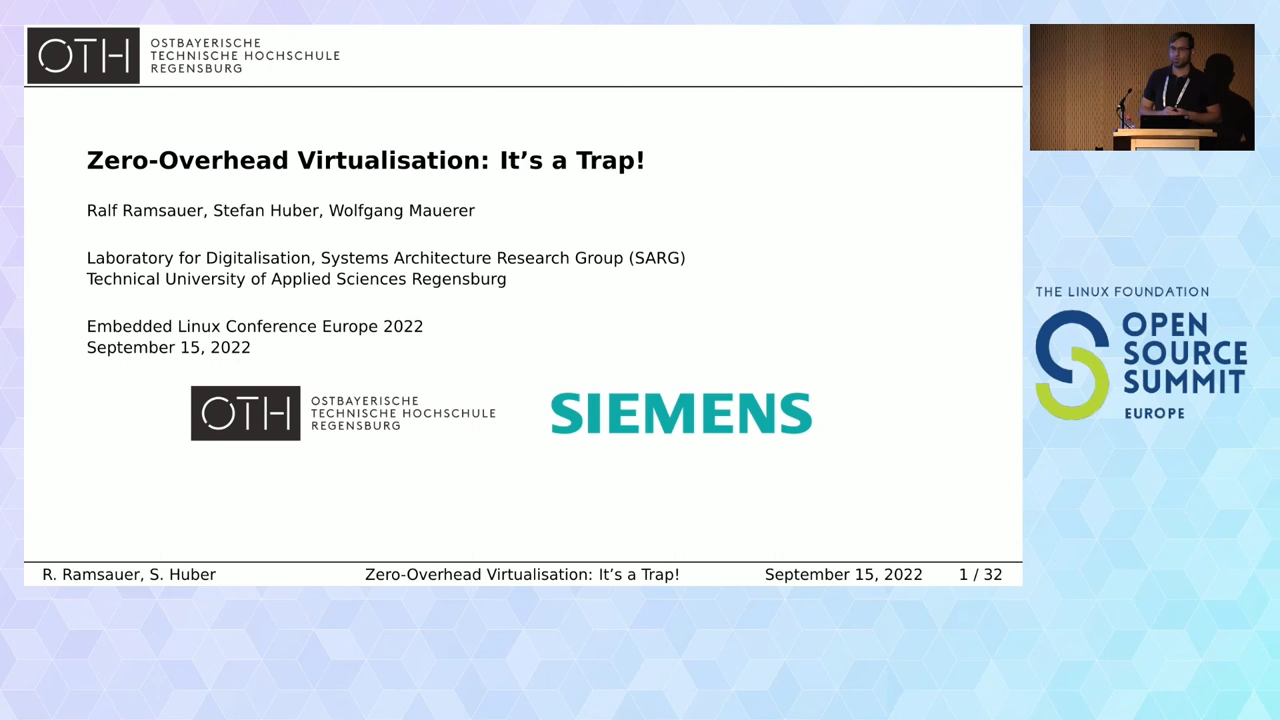 OTH
OSTBAYERISCHE
TECHNISCHE HOCHSCHULE
REGENSBURG
Zero-Overhead Virtualisation: It's a Trap!
Ralf Ramsauer, Stefan Huber, Wolfgang Mauerer
Laboratory for Digitalisation, Systems Architecture Research Group (SARG)
Technical University of Applied Sciences Regensburg
Embedded Linux Conference Europe 2022
September 15, 2022
OTH
OSTBAYERISCHE
TECHNISCHE HOCHSCHULE
REGENSBURG
SIEMENS
R. Ramsauer, S. Huber
Zero-Overhead Virtualisation: It's a Trap!
September 15, 2022
1 / 32
THE LINUX FOUNDATION
OPEN
SOURCE
SUMMIT
EUROPE